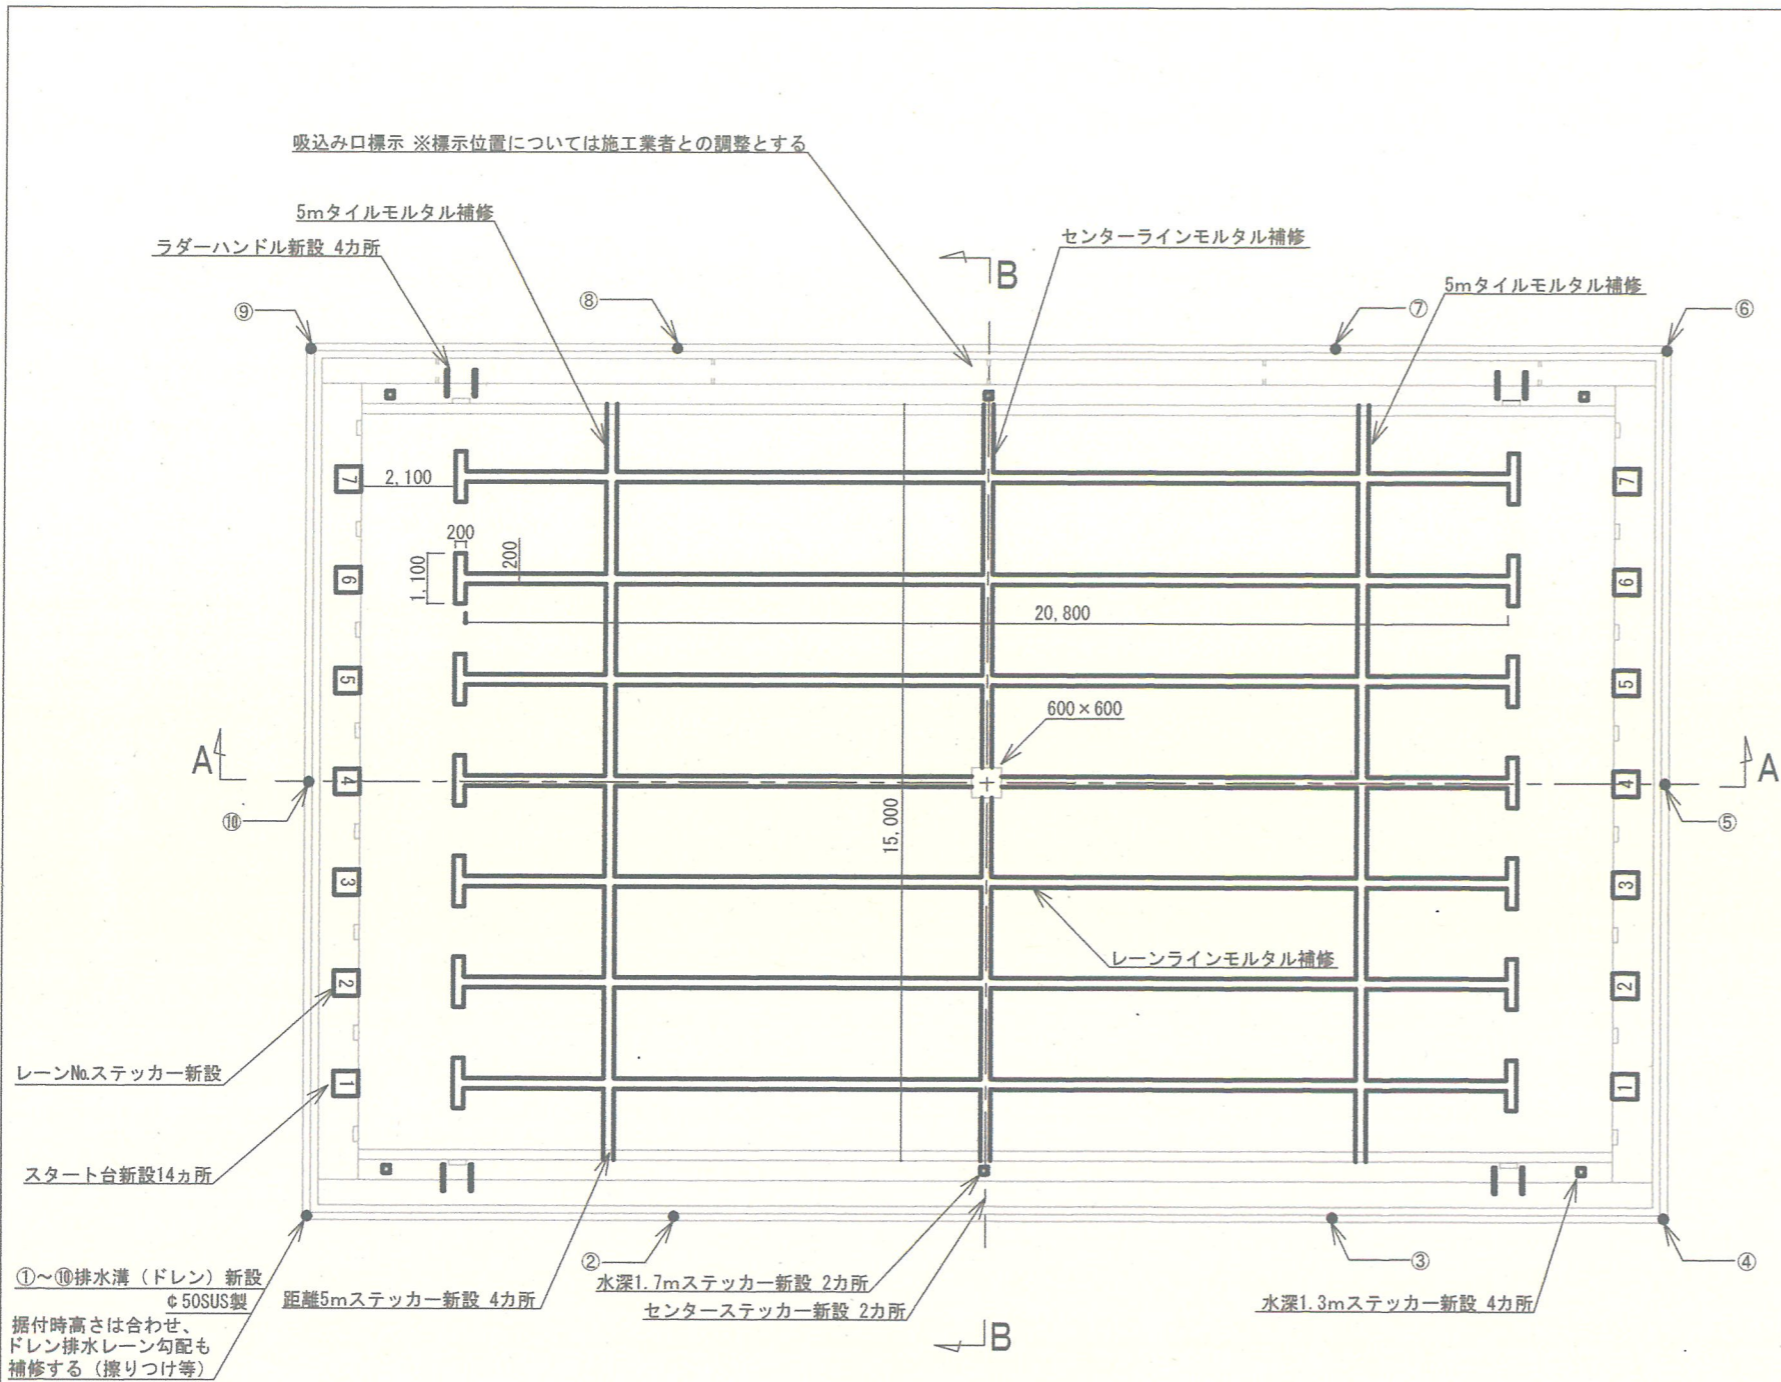 吸込み口標示 ※標示位置については施工業者との調整とする
5mタイルモルタル補修
ラダーハンドル新設 4カ所
センターラインモルタル補修
B
5mタイルモルタル補修
⑨
⑧
⑦
⑥
7
2,100
7
200
200
1,100
6
6
20,800
5
5
600×600
A
4
4
A
⑩
15,000
⑤
3
3
レーンラインモルタル補修
2
2
レーンNo.ステッカー新設
1
1
スタート台新設14ヵ所
②
③
④
①～⑩排水溝（ドレン）新設
¢50SUS製
据付時高さは合わせ、
ドレン排水レーン勾配も
補修する（擦りつけ等）
距離5mステッカー新設 4カ所
水深1.7mステッカー新設 2カ所
センターステッカー新設 2カ所
水深1.3mステッカー新設 4カ所
B